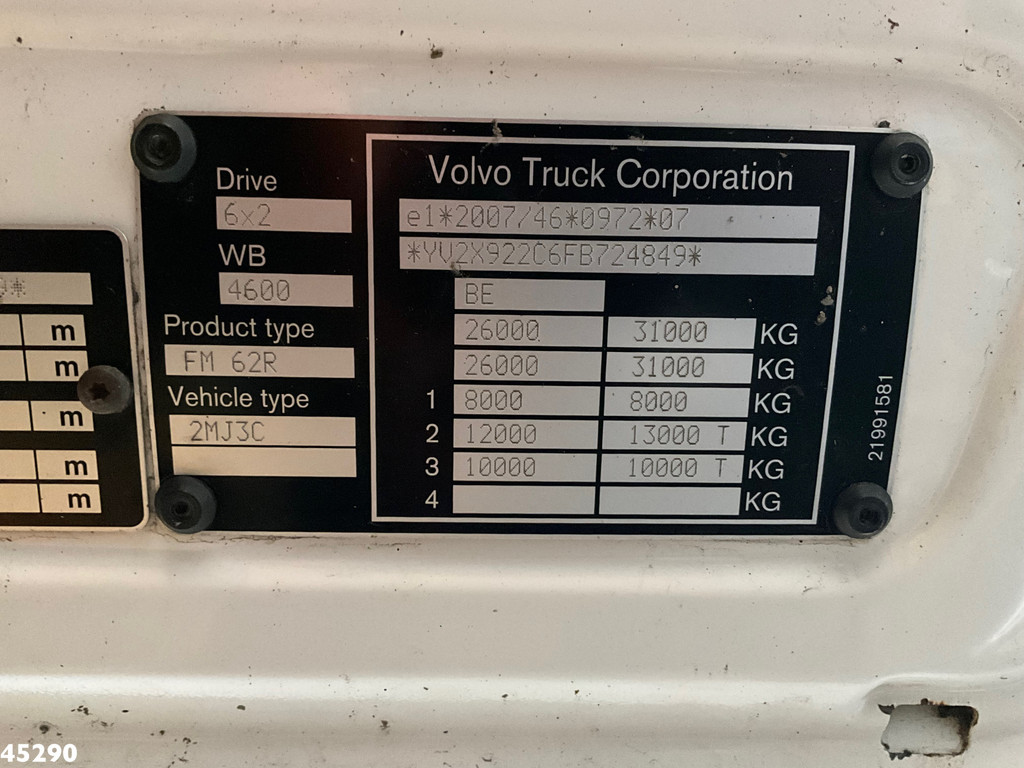 Volvo Truck Corporation
Drive
6x2
e1*2007/46*0972*07
WB
*YV2X922C6FB724849*
4600
BE
Product type
26000 31000 KG
FM 62R
26000 31000 KG
Vehicle type
1 8000 8000 KG
2MJ3C
2 12000 13000 T KG
3 10000 10000 T KG
4 KG
21991581
9*
m
m
m
m
m
45290